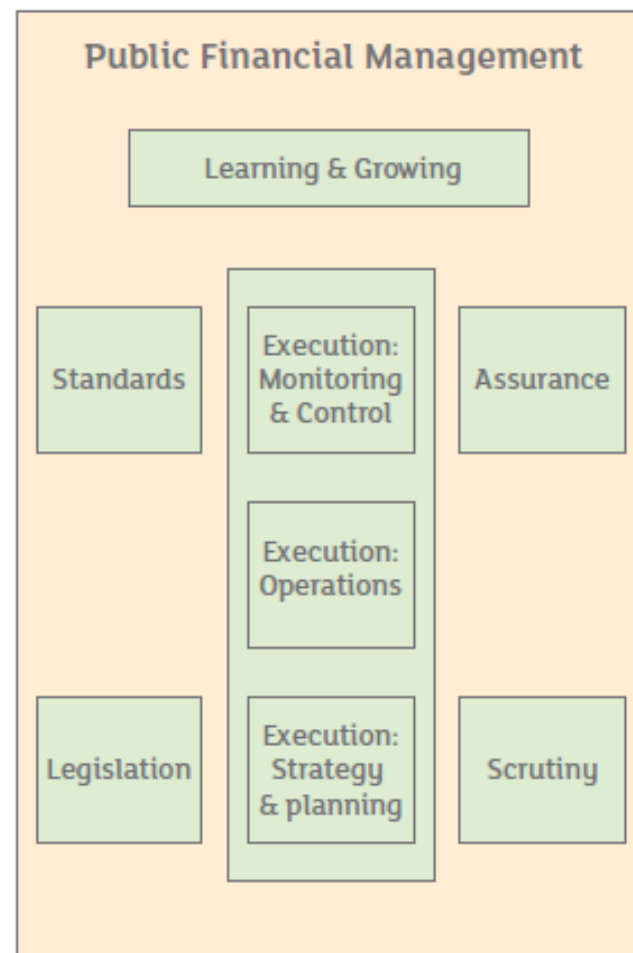 Public Financial Management
Learning & Growing
Standards
Execution:
Monitoring
& Control
Assurance
Execution:
Operations
Legislation
Execution:
Strategy
& planning
Scrutiny